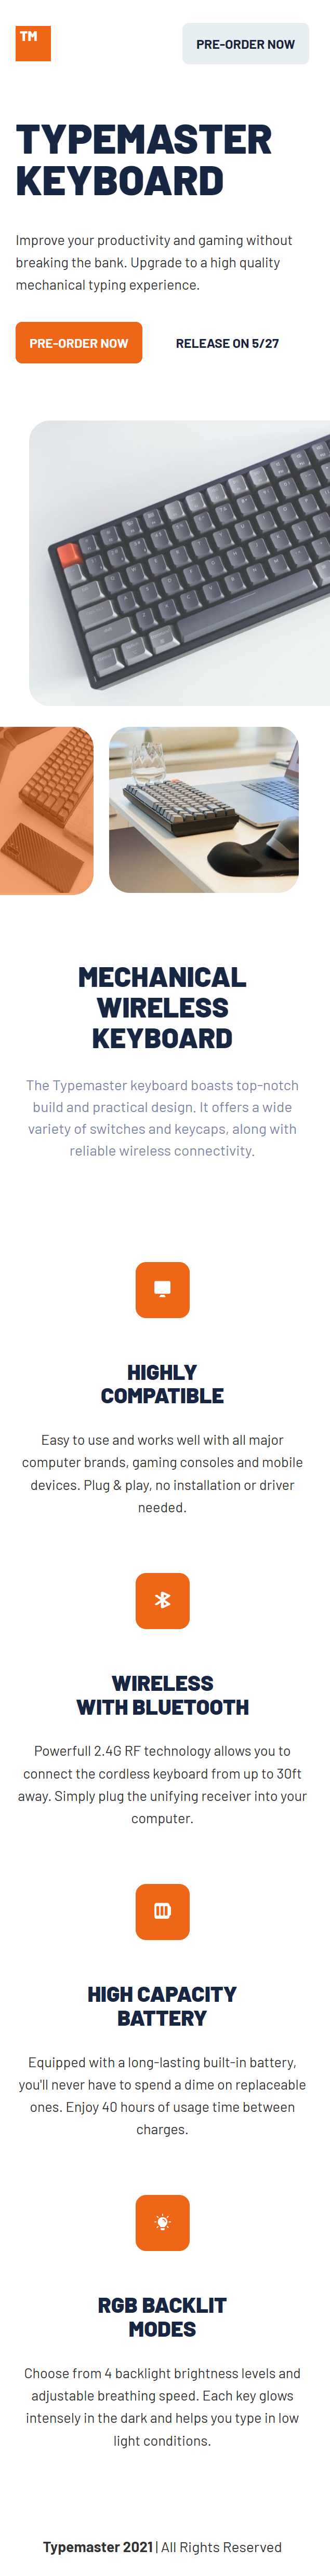 TM
PRE-ORDER NOW
TYPEMASTER
KEYBOARD
Improve your productivity and gaming without
breaking the bank. Upgrade to a high quality
mechanical typing experience.
PRE-ORDER NOW
RELEASE ON 5/27
MECHANICAL
WIRELESS
KEYBOARD
The Typemaster keyboard boasts top-notch
build and practical design. It offers a wide
variety of switches and keycaps, along with
reliable wireless connectivity.
HIGHLY
COMPATIBLE
Easy to use and works well with all major
computer brands, gaming consoles and mobile
devices. Plug & play, no installation or driver
needed.
WIRELESS
WITH BLUETOOTH
Powerfull 2.4G RF technology allows you to
connect the cordless keyboard from up to 30ft
away. Simply plug the unifying receiver into your
computer.
HIGH CAPACITY
BATTERY
Equipped with a long-lasting built-in battery,
you'll never have to spend a dime on replaceable
ones. Enjoy 40 hours of usage time between
charges.
RGB BACKLIT
MODES
Choose from 4 backlight brightness levels and
adjustable breathing speed. Each key glows
intensely in the dark and helps you type in low
light conditions.
Typemaster 2021 | All Rights Reserved